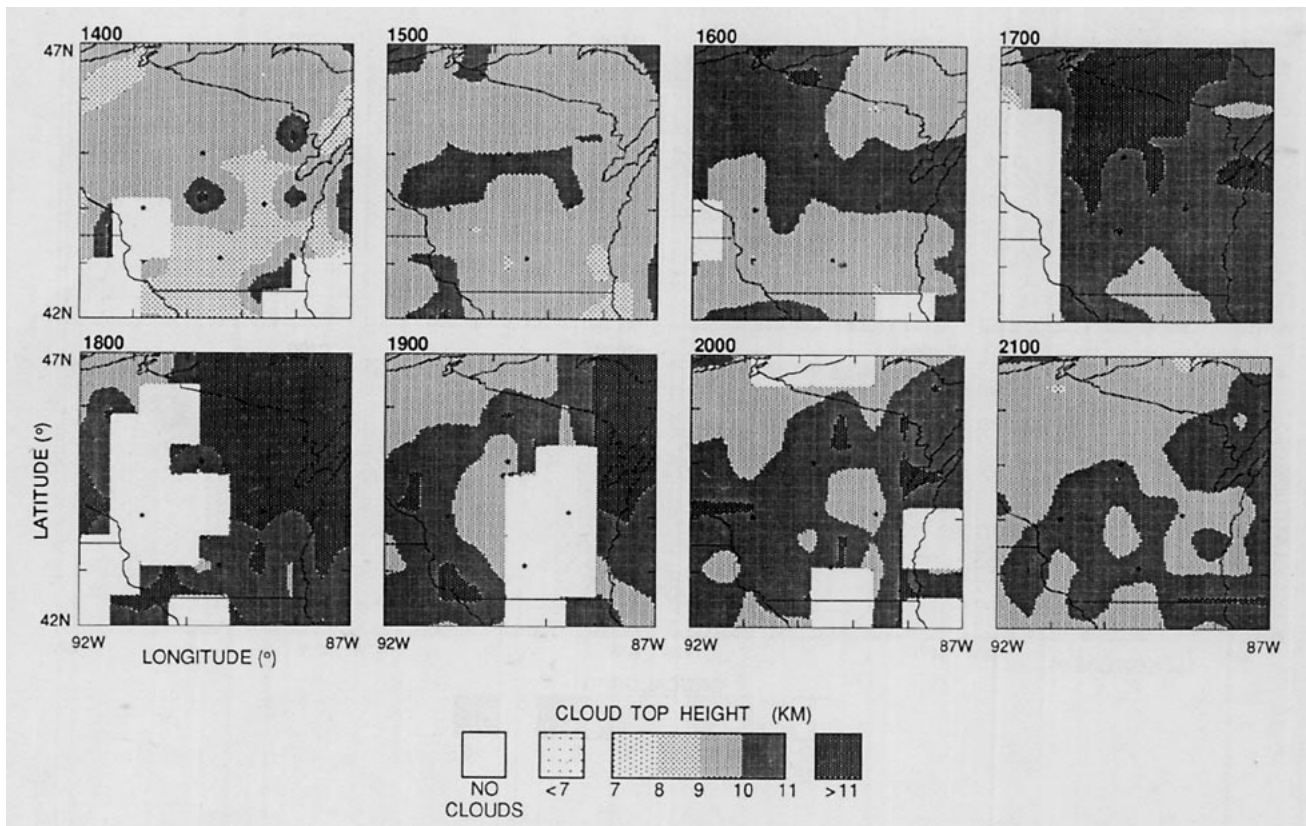 1400 1500 1600 1700
47N
42N
1800 1900 2000 2100
47N
LATITUDE (°)
42N
92W 87W 92W 87W 92W 87W 92W 87W
LONGITUDE (°)
CLOUD TOP HEIGHT (KM)
NO CLOUDS
<7 7 8 9 10 11 >11